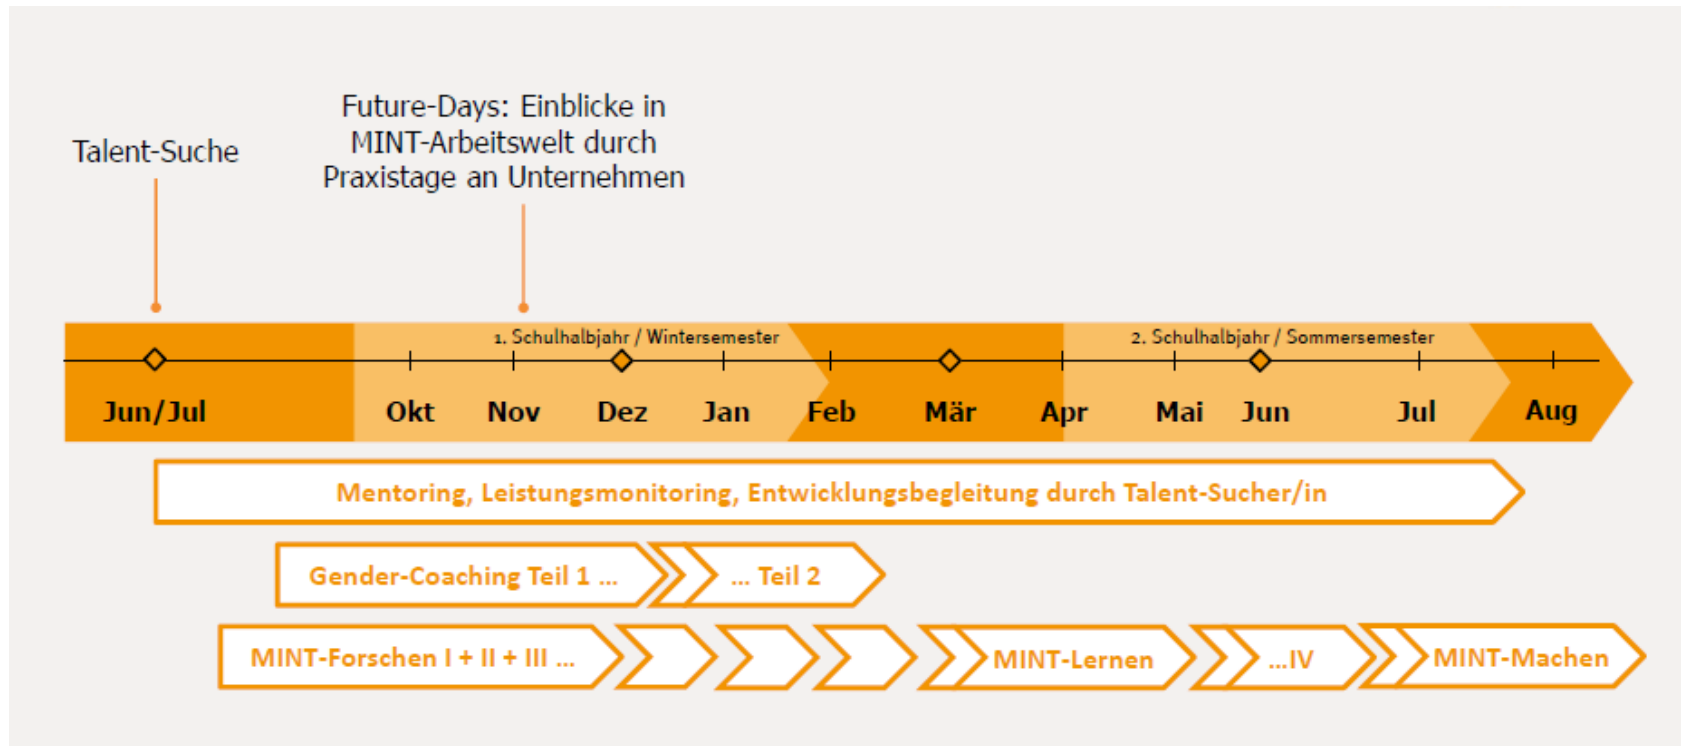 Talent-Suche
Future-Days: Einblicke in
MINT-Arbeitswelt durch
Praxistage an Unternehmen
1. Schulhalbjahr / Wintersemester
2. Schulhalbjahr / Sommersemester
Jun/Jul Okt Nov Dez Jan Feb Mär Apr Mai Jun Jul Aug
Mentoring, Leistungsmonitoring, Entwicklungsbegleitung durch Talent-Sucher/in
Gender-Coaching Teil 1 ... ... Teil 2
MINT-Forschen I + II + III ... MINT-Lernen ...IV MINT-Machen